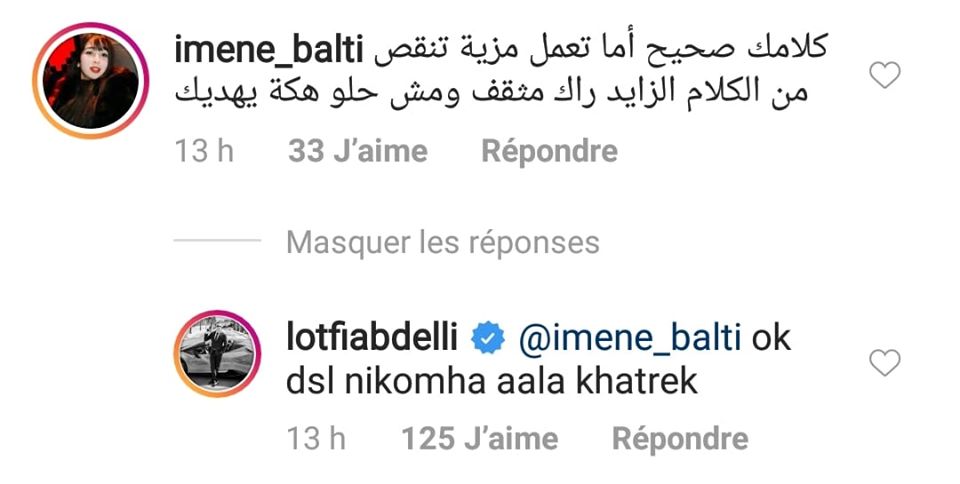 imene_balti كلامك صحيح أما تعمل مزية تنقص
من الكلام الزايد راك مثقف ومش حلو هكة يهديك
13 h 33 J’aime Répondre
Masquer les réponses
lotfiabdelli @imene_balti ok
dsl nikomha aala khatrek
13 h 125 J’aime Répondre